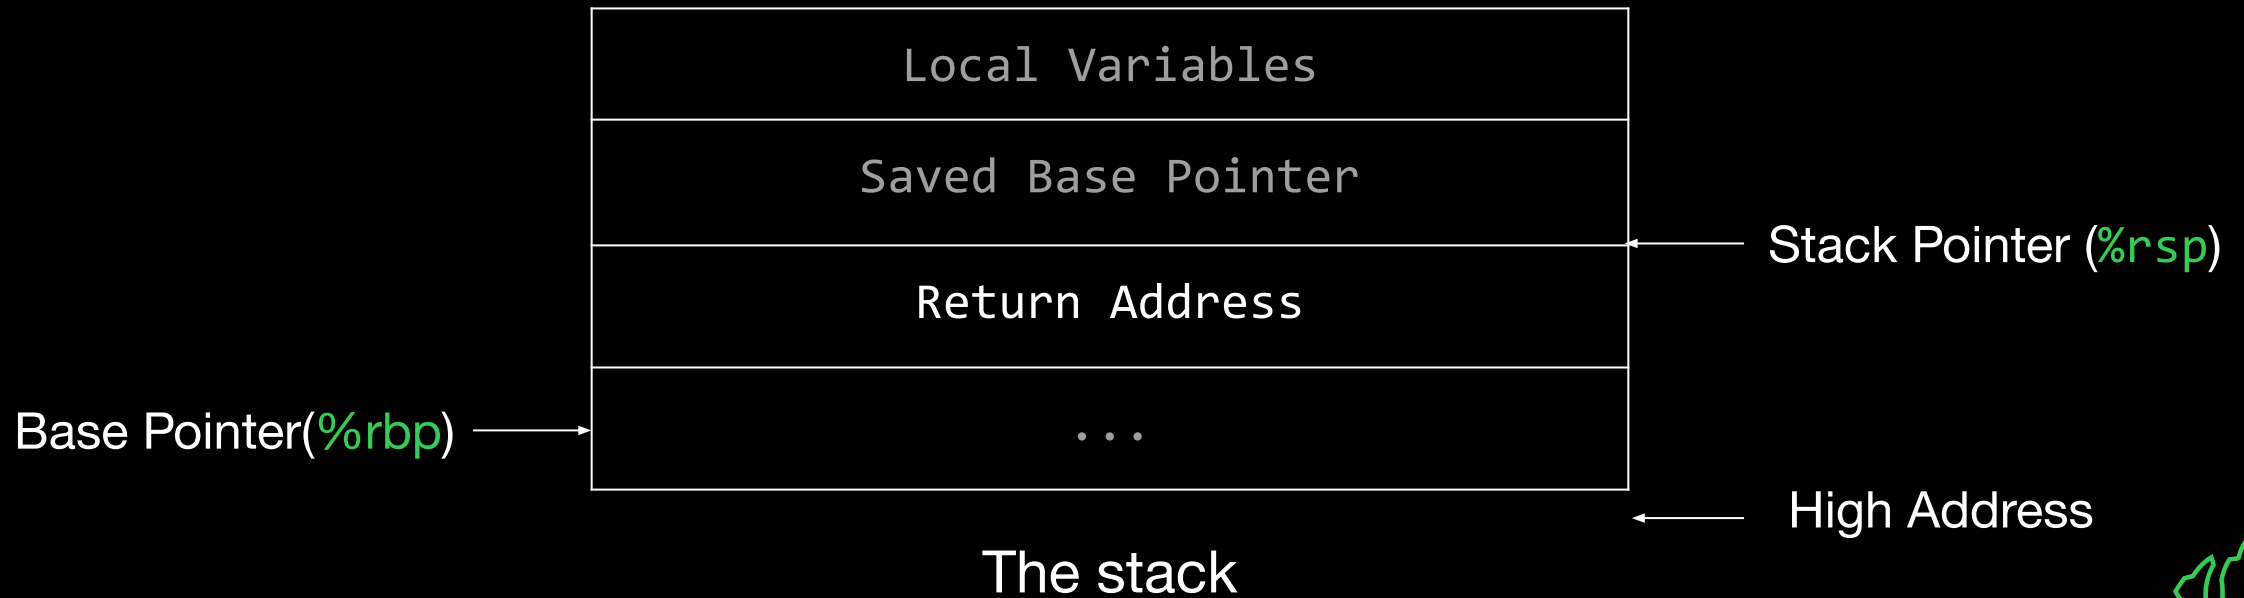 Local Variables
Saved Base Pointer
Stack Pointer (%rsp)
Return Address
Base Pointer(%rbp)
...
High Address
The stack